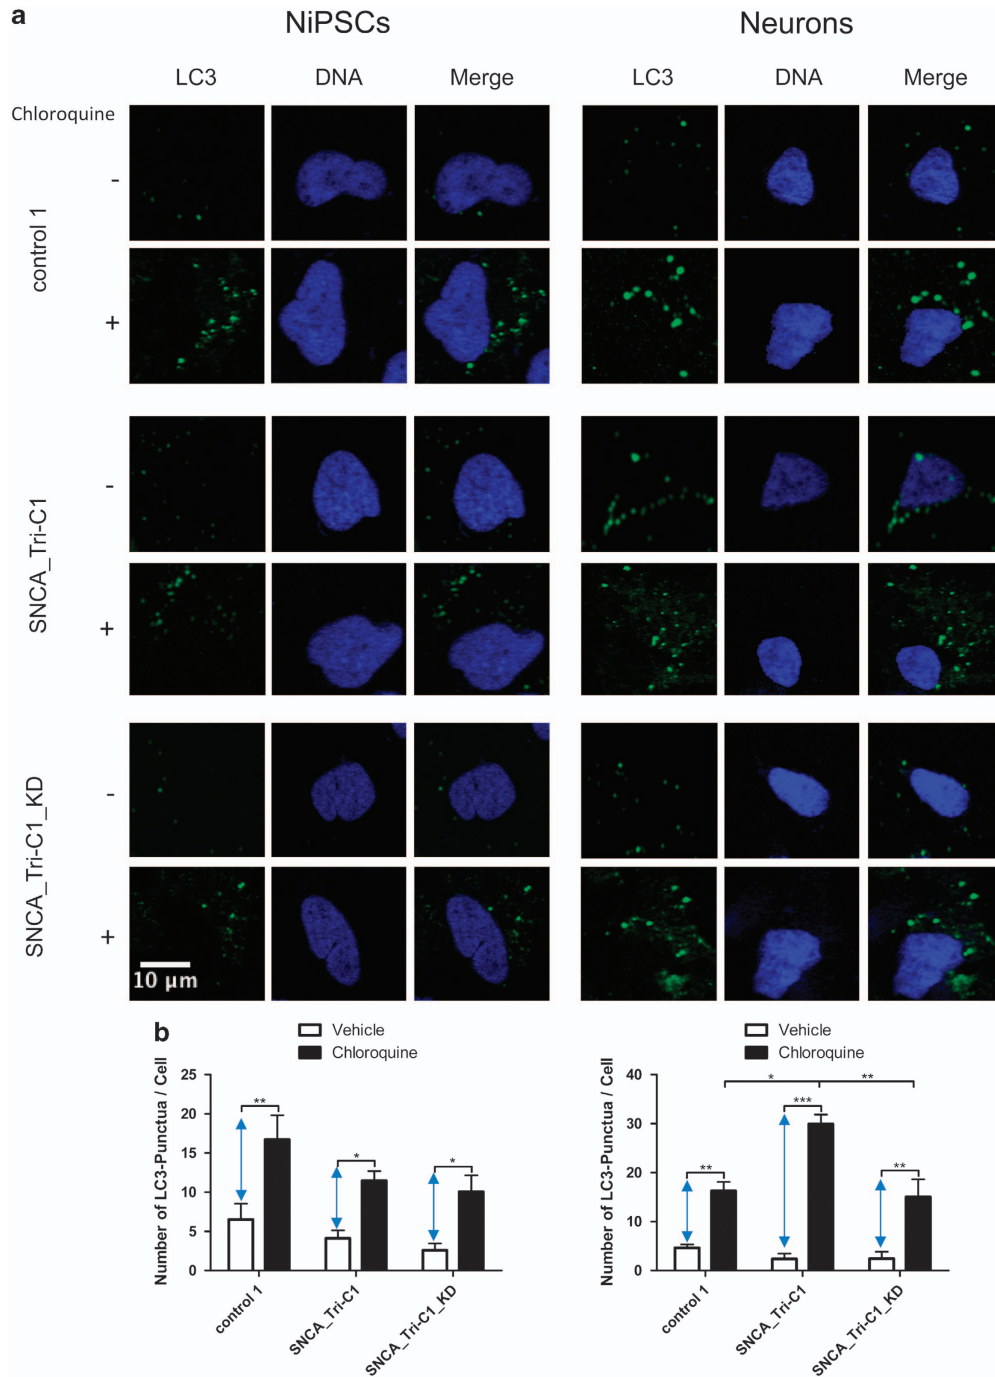 a
NiPSCs
Neurons
LC3 DNA Merge LC3 DNA Merge
Chloroquine
control 1
-
+
SNCA_Tri-C1
-
+
SNCA_Tri-C1_KD
-
+
10 µm
b
Vehicle
Chloroquine
Number of LC3-Punctua / Cell
25
20
15
10
5
0
**
*
*
control 1
SNCA_Tri-C1
SNCA_Tri-C1_KD
Vehicle
Chloroquine
Number of LC3-Punctua / Cell
40
30
20
10
0
* **
**
***
**
control 1
SNCA_Tri-C1
SNCA_Tri-C1_KD